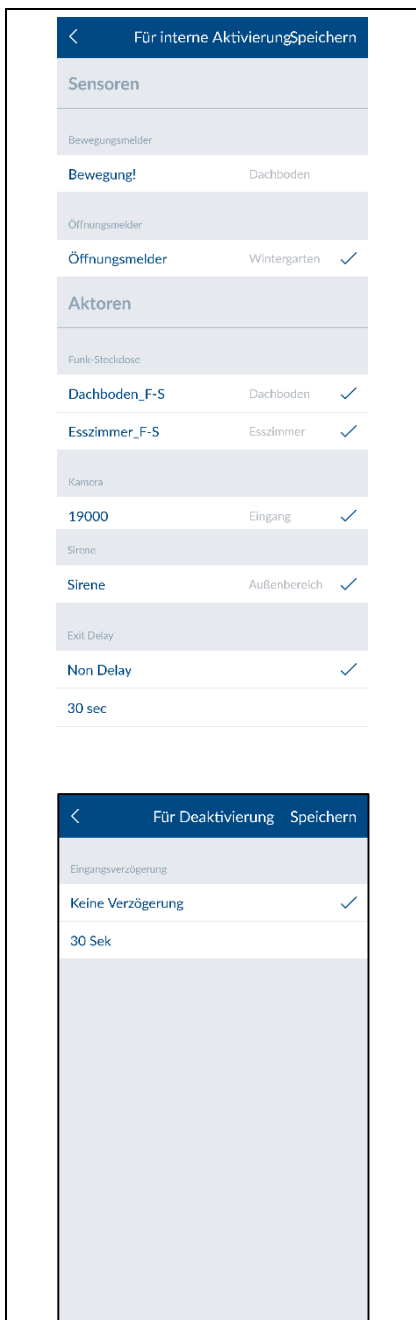 Für interne Aktivierung Speichern
Sensoren
Bewegungsmelder
Bewegung! Dachboden
Öffnungsmelder
Öffnungsmelder Wintergarten
Aktoren
Funk-Steckdose
Dachboden_F-S Dachboden
Esszimmer_F-S Esszimmer
Kamera
19000 Eingang
Sirene
Sirene Außenbereich
Exit Delay
Non Delay
30 sec
Für Deaktivierung Speichern
Eingangsverzögerung
Keine Verzögerung
30 Sek